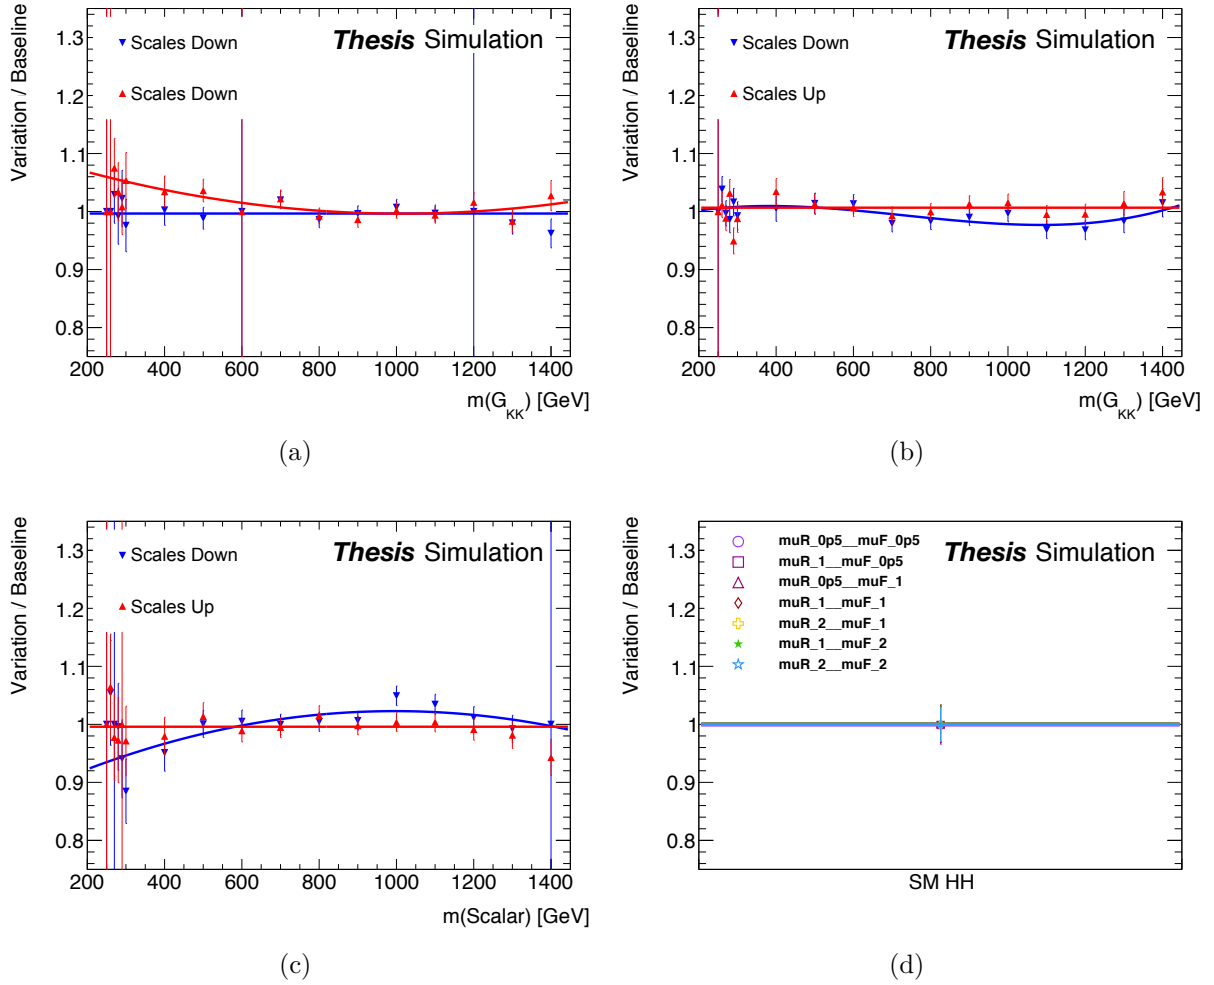 Variation / Baseline
1.3
1.2
1.1
1
0.9
0.8
Scales Down
Scales Down
Thesis Simulation
200 400 600 800 1000 1200 1400
m(G_KK) [GeV]
(a)
Variation / Baseline
1.3
1.2
1.1
1
0.9
0.8
Scales Down
Scales Up
Thesis Simulation
200 400 600 800 1000 1200 1400
m(G_KK) [GeV]
(b)
Variation / Baseline
1.3
1.2
1.1
1
0.9
0.8
Scales Down
Scales Up
Thesis Simulation
200 400 600 800 1000 1200 1400
m(Scalar) [GeV]
(c)
Variation / Baseline
1.3
1.2
1.1
1
0.9
0.8
muR_0p5__muF_0p5
muR_1__muF_0p5
muR_0p5__muF_1
muR_1__muF_1
muR_2__muF_1
muR_1__muF_2
muR_2__muF_2
Thesis Simulation
SM HH
(d)